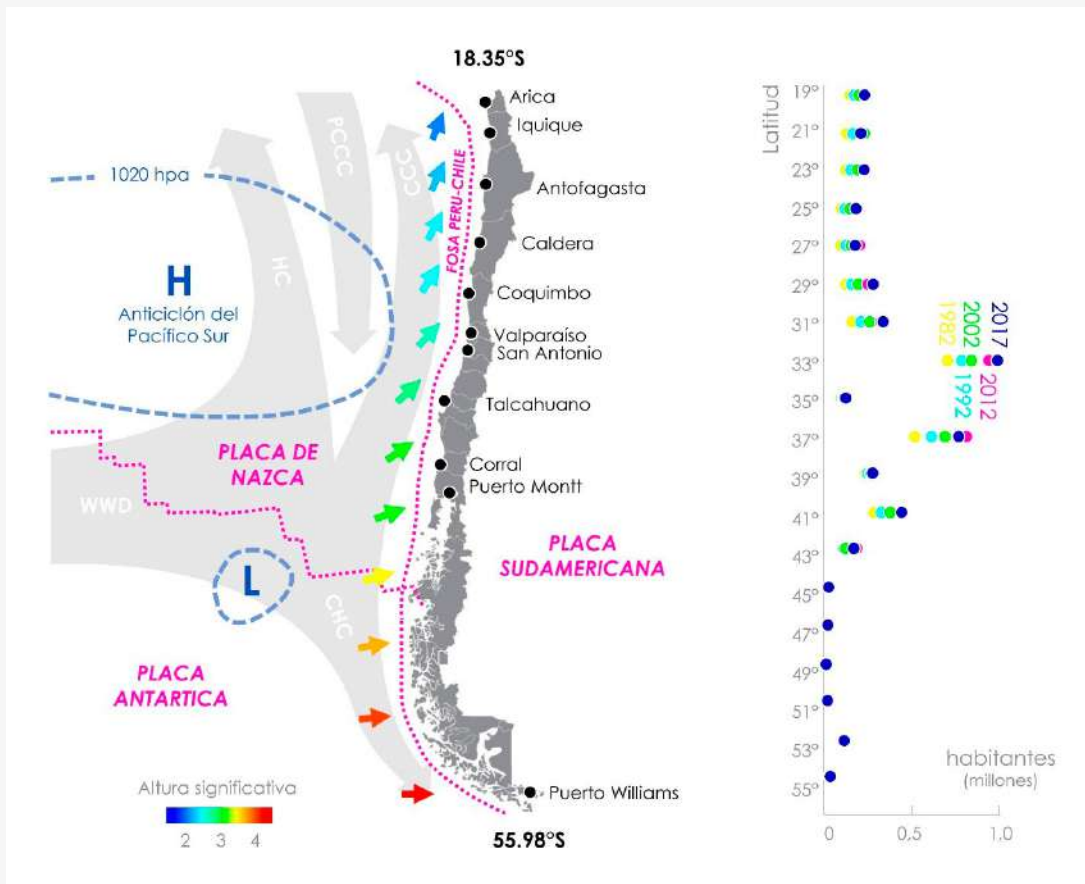 18.35°S
Arica
Iquique
Antofagasta
Caldera
Coquimbo
Valparaíso
San Antonio
Talcahuano
Corral
Puerto Montt
Puerto Williams
55.98°S
1020 hpa
H
Anticiclón del
Pacífico Sur
L
HC
PCCC
CCC
WWD
CHC
FOSA PERU-CHILE
PLACA DE
NAZCA
PLACA
SUDAMERICANA
PLACA
ANTARTICA
Altura significativa
2 3 4
Latitud
19°
21°
23°
25°
27°
29°
31°
33°
35°
37°
39°
41°
43°
45°
47°
49°
51°
53°
55°
1982
1992
2002
2012
2017
habitantes
(millones)
0 0,5 1,0